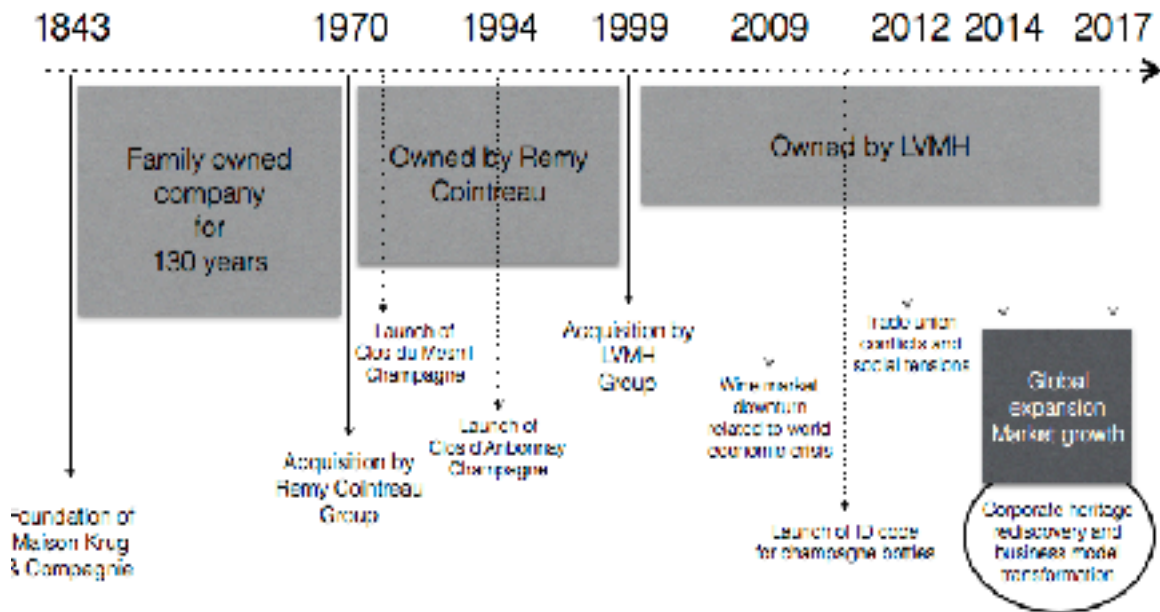 1843 1970 1994 1999 2009 2012 2014 2017
Family owned
company
for
130 years
Owned by Remy
Cointreau
Owned by LVMH
Launch of
Clos du Mesnil
Champagne
Acquisition by
LVMH
Group
Trade union
conflicts and
social tensions
Global
expansion
Market growth
Wine market
downturn
related to world
economic crisis
Launch of
Clos d'Ambonnay
Champagne
Acquisition by
Remy Cointreau
Group
Foundation of
Maison Krug
& Compagnie
Launch of ID code
for champagne bottles
Corporate heritage
rediscovery and
business model
transformation